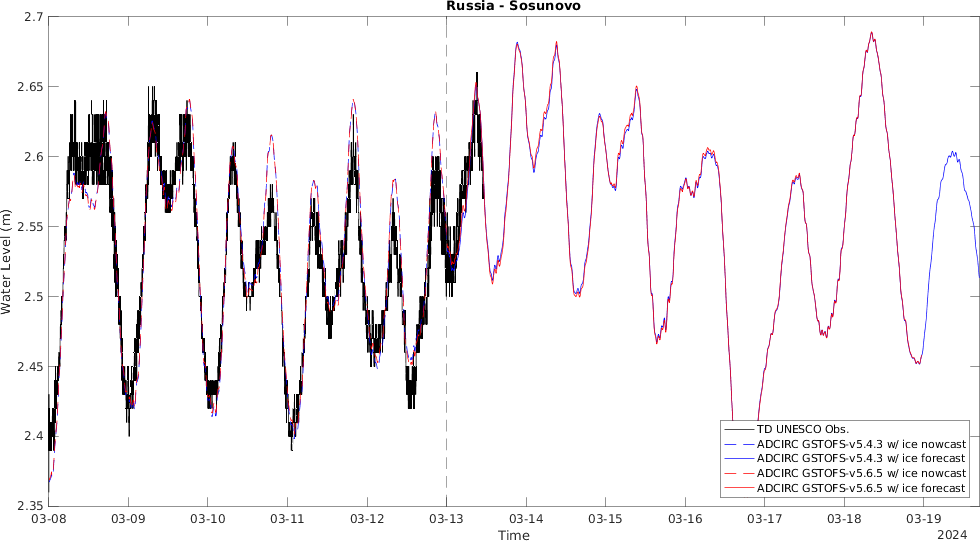 Russia - Sosunovo
2.7
2.65
2.6
2.55
2.5
2.45
2.4
2.35
Water Level (m)
03-08 03-09 03-10 03-11 03-12 03-13 03-14 03-15 03-16 03-17 03-18 03-19
Time
2024
TD UNESCO Obs.
ADCIRC GSTOFS-v5.4.3 w/ ice nowcast
ADCIRC GSTOFS-v5.4.3 w/ ice forecast
ADCIRC GSTOFS-v5.6.5 w/ ice nowcast
ADCIRC GSTOFS-v5.6.5 w/ ice forecast